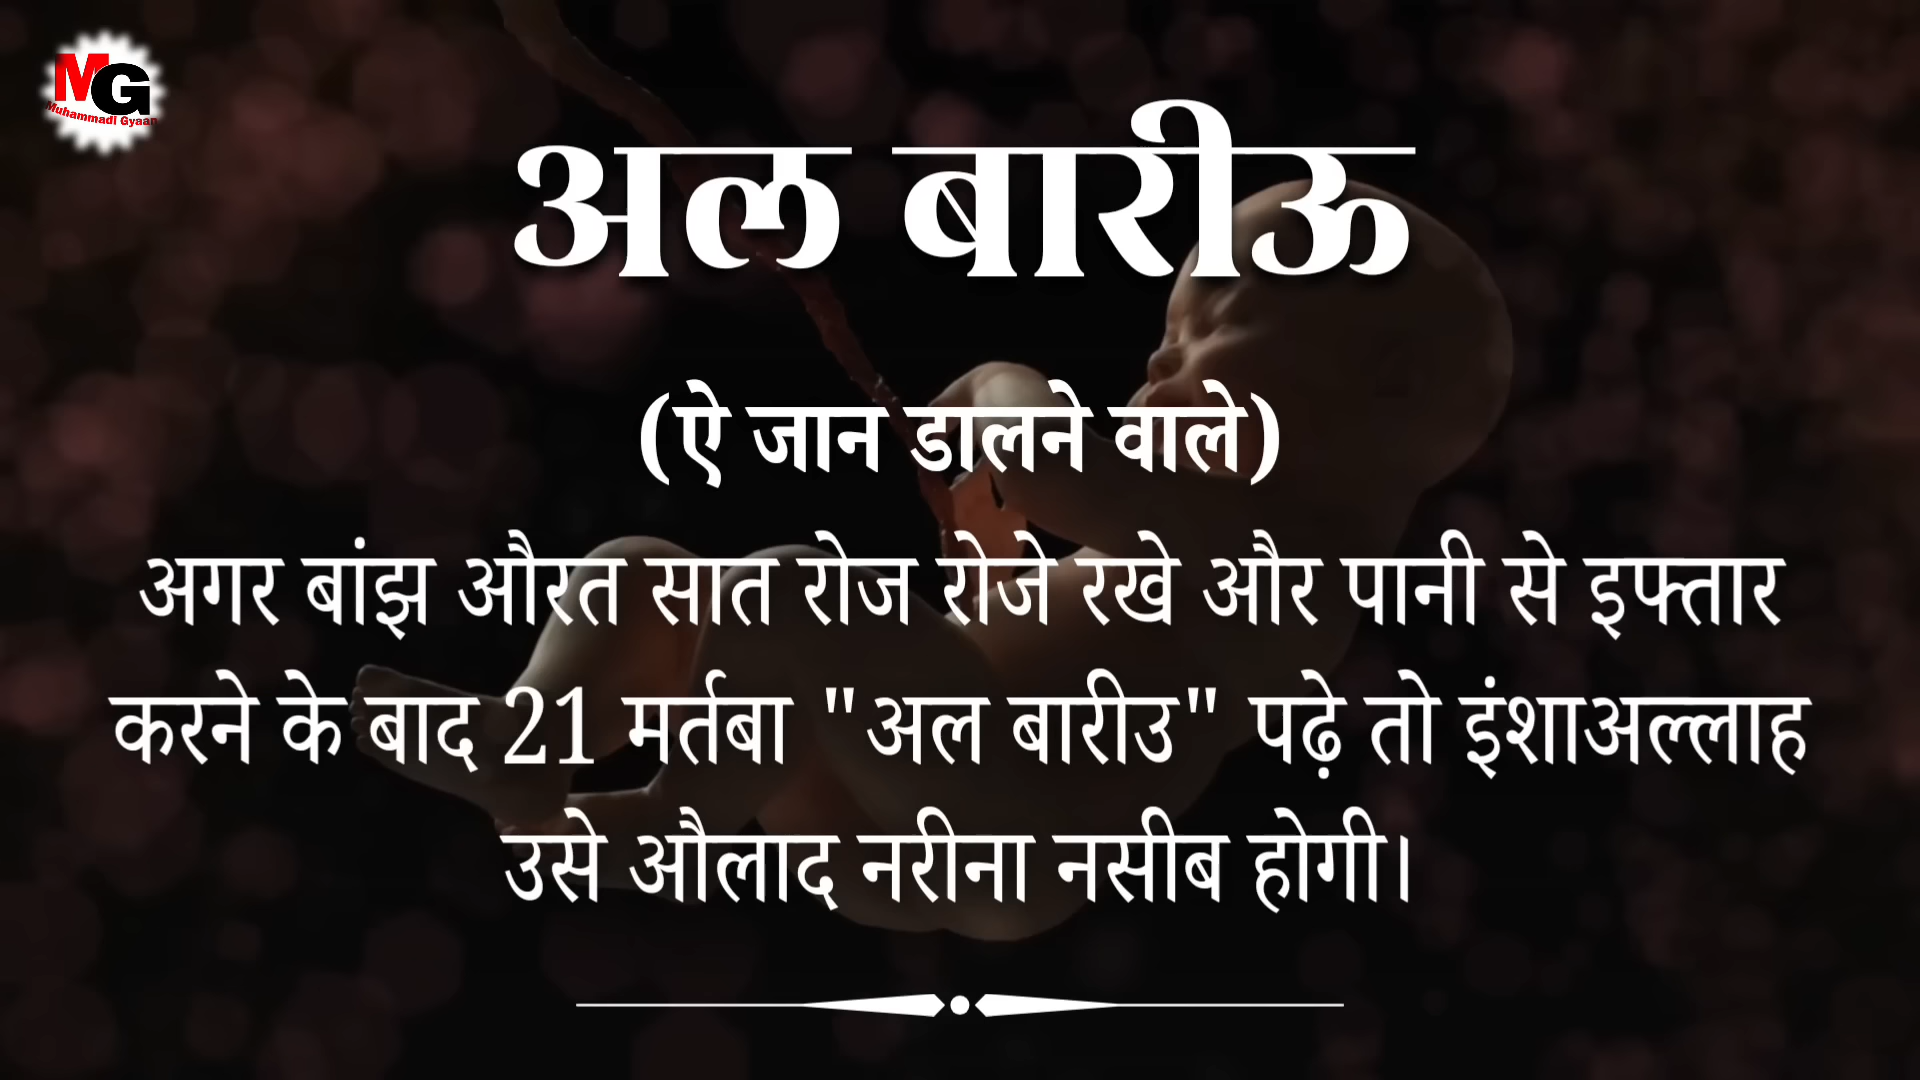 MG
Muhammadi Gyaan
अल बारीऊ
(ऐ जान डालने वाले)
अगर बांझ औरत सात रोज रोजे रखे और पानी से इफ्तार
करने के बाद 21 मर्तबा "अल बारीउ" पढ़े तो इंशाअल्लाह
उसे औलाद नरीना नसीब होगी।